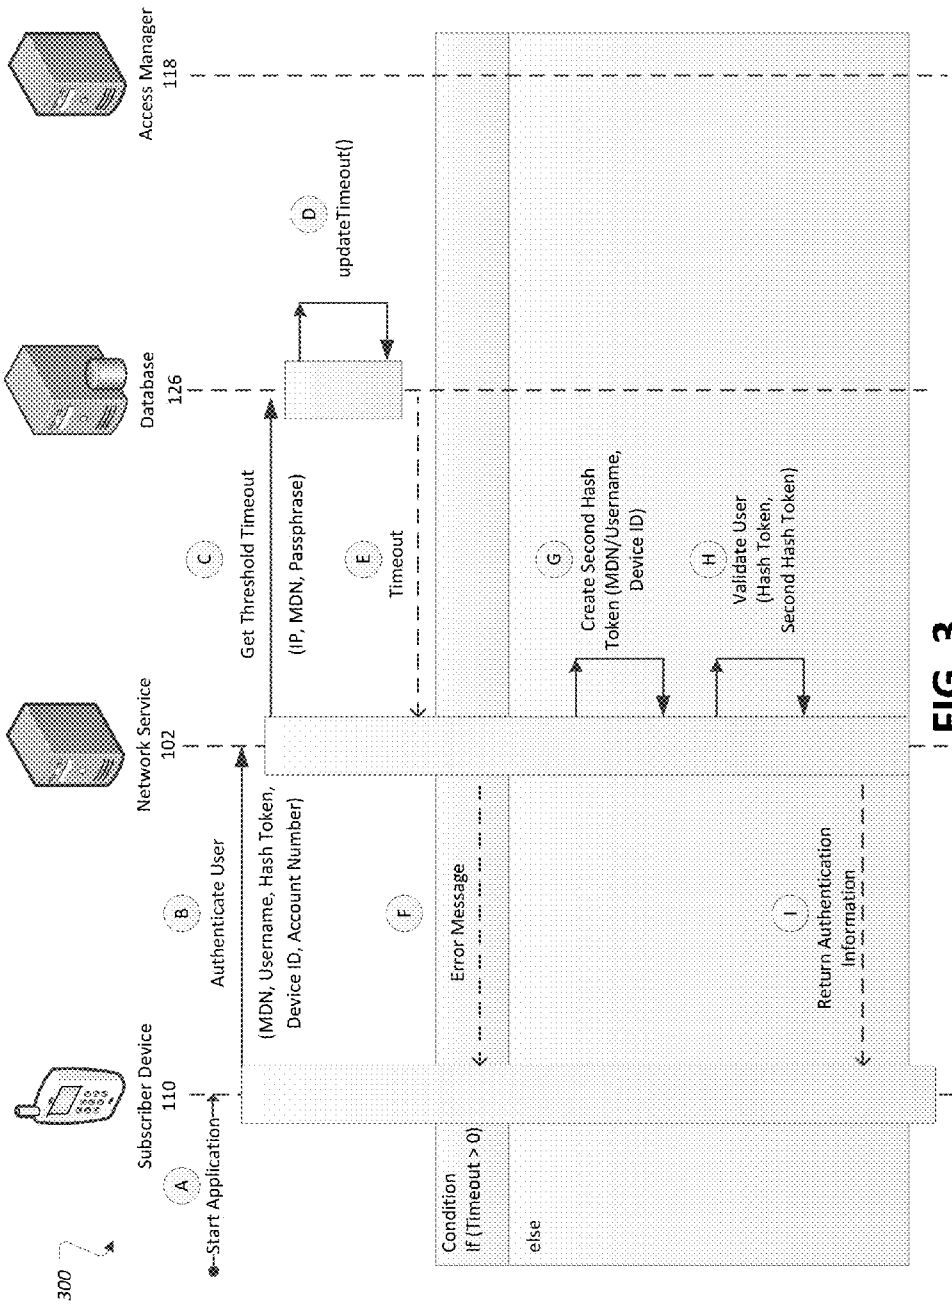 300
Subscriber Device
110
Network Service
102
Database
126
Access Manager
118
A
Start Application
B
Authenticate User
(MDN, Username, Hash Token,
Device ID, Account Number)
C
Get Threshold Timeout
(IP, MDN, Passphrase)
D
updateTimeout()
E
Timeout
Condition
If (Timeout > 0)
F
Error Message
else
G
Create Second Hash
Token (MDN/Username,
Device ID)
H
Validate User
(Hash Token,
Second Hash Token)
I
Return Authentication
Information
FIG. 3